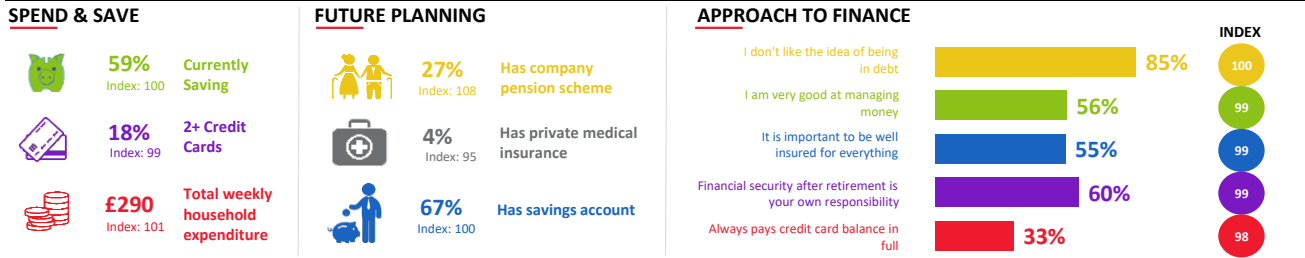 SPEND & SAVE
59%
Index: 100
Currently
Saving
18%
Index: 99
2+ Credit
Cards
£290
Index: 101
Total weekly
household
expenditure
FUTURE PLANNING
27%
Index: 108
Has company
pension scheme
4%
Index: 95
Has private medical
insurance
67%
Index: 100
Has savings account
APPROACH TO FINANCE
INDEX
I don't like the idea of being
in debt
85%
100
I am very good at managing
money
56%
99
It is important to be well
insured for everything
55%
99
Financial security after retirement is
your own responsibility
60%
99
Always pays credit card balance in
full
33%
98